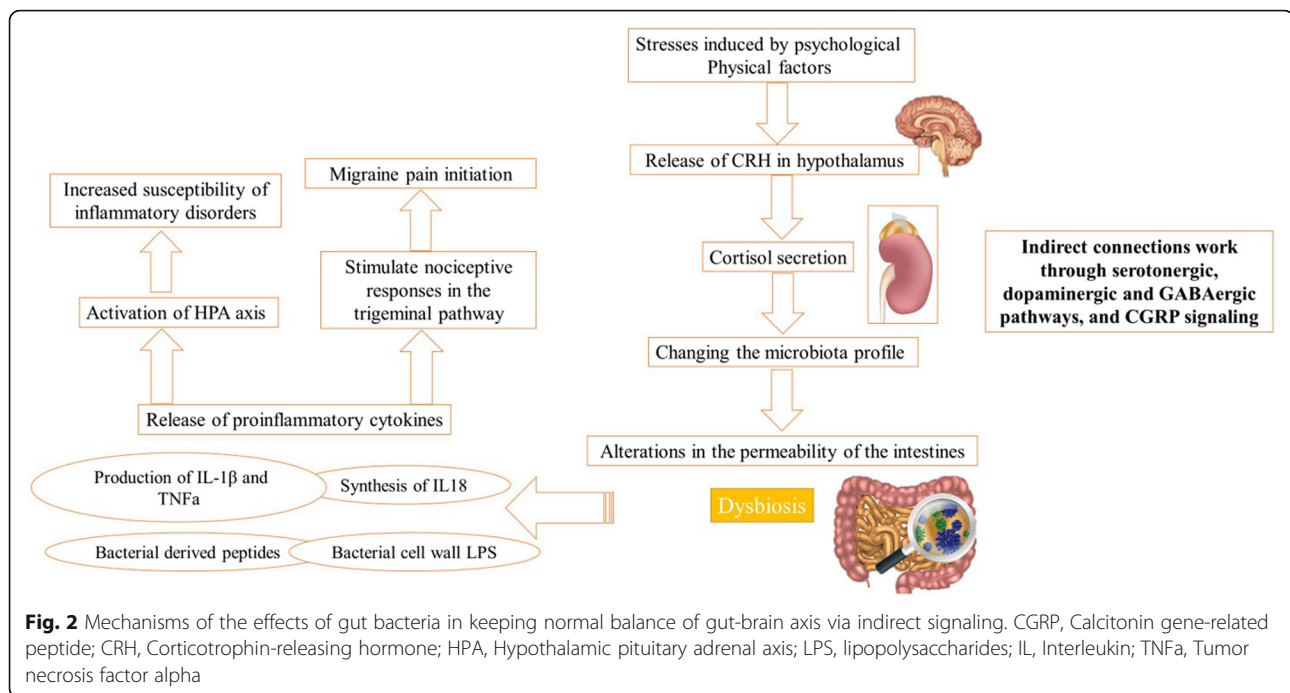 Stresses induced by psychological
Physical factors
Release of CRH in hypothalamus
Cortisol secretion
Changing the microbiota profile
Alterations in the permeability of the intestines
Dysbiosis
Indirect connections work
through serotonergic,
dopaminergic and GABAergic
pathways, and CGRP signaling
Increased susceptibility of
inflammatory disorders
Migraine pain initiation
Activation of HPA axis
Stimulate nociceptive
responses in the
trigeminal pathway
Release of proinflammatory cytokines
Production of IL-1β and
TNFa
Synthesis of IL18
Bacterial derived peptides
Bacterial cell wall LPS
Fig. 2 Mechanisms of the effects of gut bacteria in keeping normal balance of gut-brain axis via indirect signaling. CGRP, Calcitonin gene-related
peptide; CRH, Corticotrophin-releasing hormone; HPA, Hypothalamic pituitary adrenal axis; LPS, lipopolysaccharides; IL, Interleukin; TNFa, Tumor
necrosis factor alpha